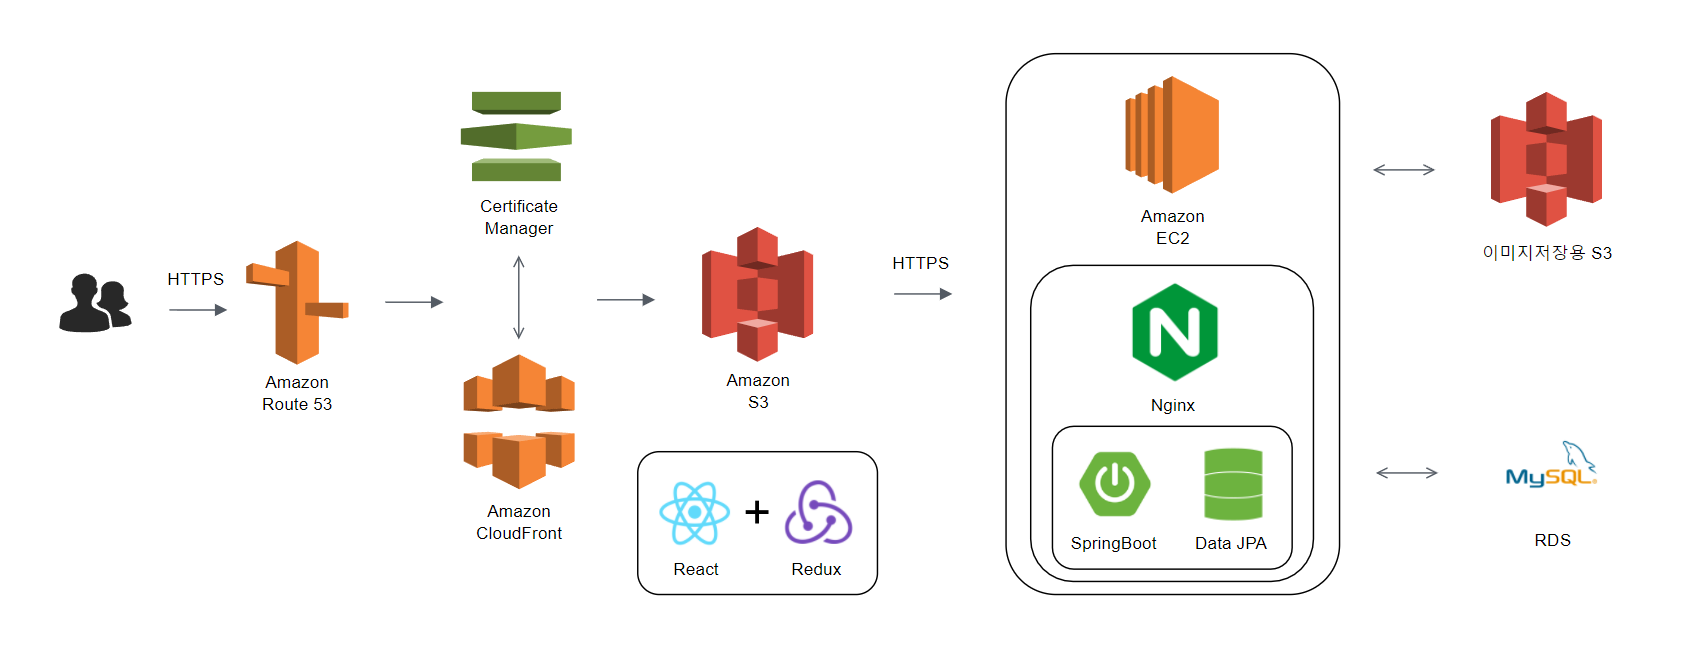 HTTPS
Amazon
Route 53
Certificate
Manager
Amazon
CloudFront
Amazon
S3
React
+
Redux
HTTPS
Amazon
EC2
Nginx
SpringBoot
Data JPA
이미지저장용 S3
MySQL
RDS